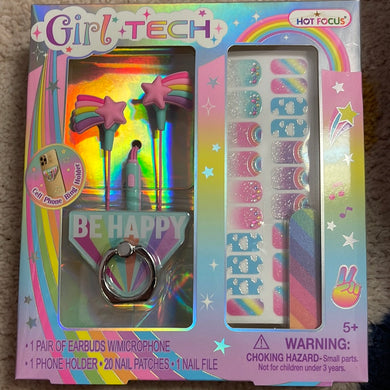 Girl TECH
HOT FOCUS®
Cell Phone Ring Holder
BE HAPPY
5+
• 1 PAIR OF EARBUDS W/MICROPHONE
• 1 PHONE HOLDER • 20 NAIL PATCHES • 1 NAIL FILE
WARNING:
CHOKING HAZARD-Small parts.
Not for children under 3 years.